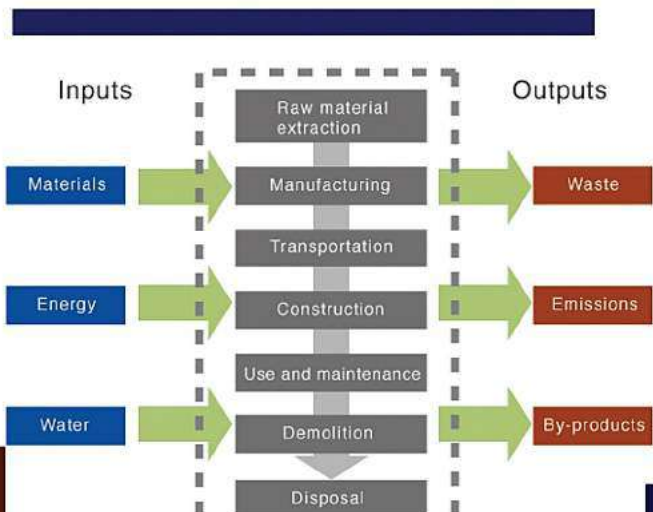 Inputs
Outputs
Raw material
extraction
Materials
Manufacturing
Waste
Transportation
Energy
Construction
Emissions
Use and maintenance
Water
Demolition
By-products
Disposal